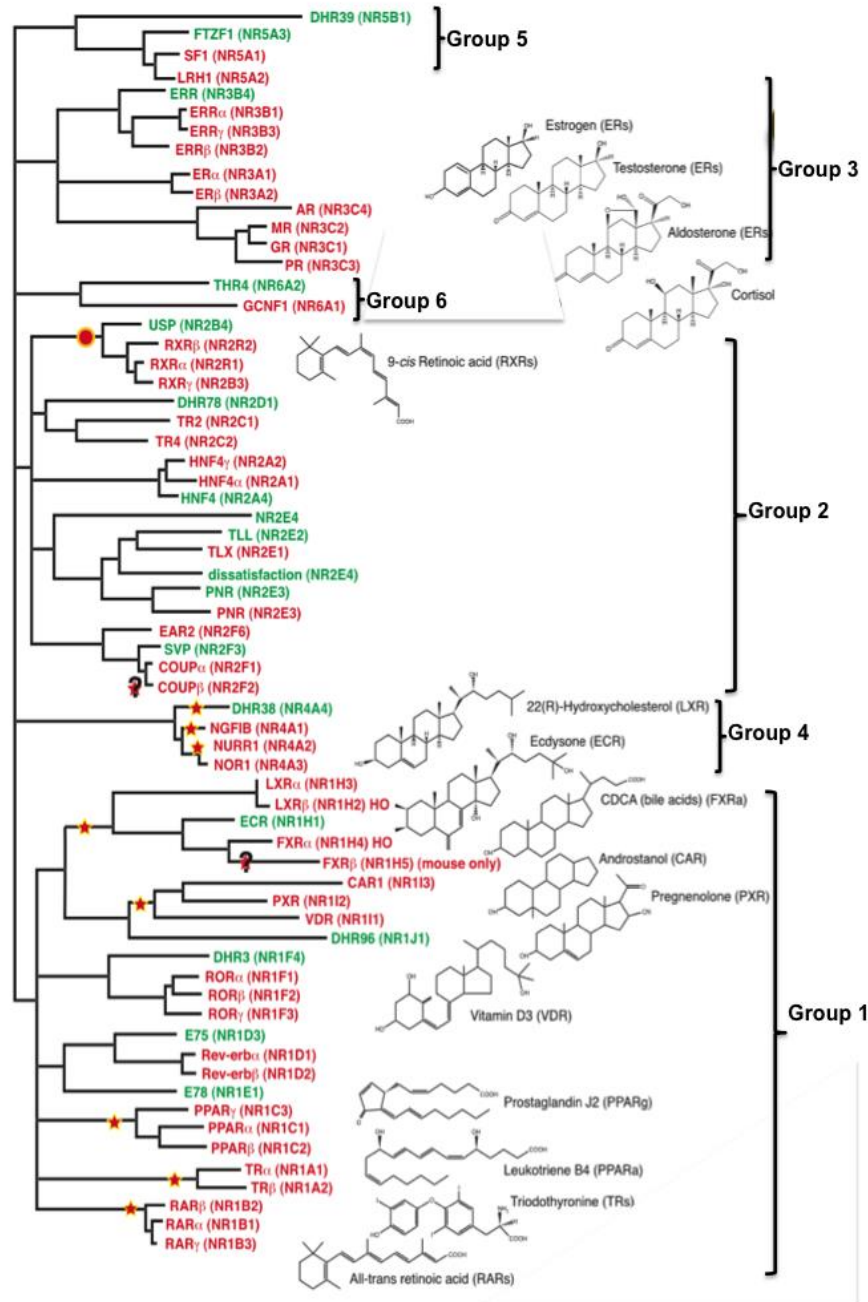 DHR39 (NR5B1)
FTZF1 (NR5A3)
SF1 (NR5A1)
LRH1 (NR5A2)
Group 5
ERR (NR3B4)
ERRα (NR3B1)
ERRγ (NR3B3)
ERRβ (NR3B2)
ERα (NR3A1)
ERβ (NR3A2)
AR (NR3C4)
MR (NR3C2)
GR (NR3C1)
PR (NR3C3)
Estrogen (ERs)
Testosterone (ERs)
Aldosterone (ERs
Cortisol
Group 3
THR4 (NR6A2)
GCNF1 (NR6A1)
Group 6
USP (NR2B4)
RXRβ (NR2R2)
RXRα (NR2R1)
RXRγ (NR2B3)
9-cis Retinoic acid (RXRs)
DHR78 (NR2D1)
TR2 (NR2C1)
TR4 (NR2C2)
HNF4γ (NR2A2)
HNF4α (NR2A1)
HNF4 (NR2A4)
NR2E4
TLL (NR2E2)
TLX (NR2E1)
dissatisfaction (NR2E4)
PNR (NR2E3)
PNR (NR2E3)
EAR2 (NR2F6)
SVP (NR2F3)
COUPα (NR2F1)
? COUPβ (NR2F2)
Group 2
DHR38 (NR4A4)
NGFIB (NR4A1)
NURR1 (NR4A2)
NOR1 (NR4A3)
22(R)-Hydroxycholesterol (LXR)
Ecdysone (ECR)
Group 4
LXRα (NR1H3)
LXRβ (NR1H2) HO
ECR (NR1H1)
FXRα (NR1H4) HO
? FXRβ (NR1H5) (mouse only)
CDCA (bile acids) (FXRa)
CAR1 (NR1I3)
PXR (NR1I2)
VDR (NR1I1)
DHR96 (NR1J1)
Androstanol (CAR)
Pregnenolone (PXR)
DHR3 (NR1F4)
RORα (NR1F1)
RORβ (NR1F2)
RORγ (NR1F3)
Vitamin D3 (VDR)
Group 1
E75 (NR1D3)
Rev-erbα (NR1D1)
Rev-erbβ (NR1D2)
E78 (NR1E1)
PPARγ (NR1C3)
PPARα (NR1C1)
PPARβ (NR1C2)
Prostaglandin J2 (PPARg)
Leukotriene B4 (PPARa)
TRα (NR1A1)
TRβ (NR1A2)
Triodothyronine (TRs)
RARβ (NR1B2)
RARα (NR1B1)
RARγ (NR1B3)
All-trans retinoic acid (RARs)